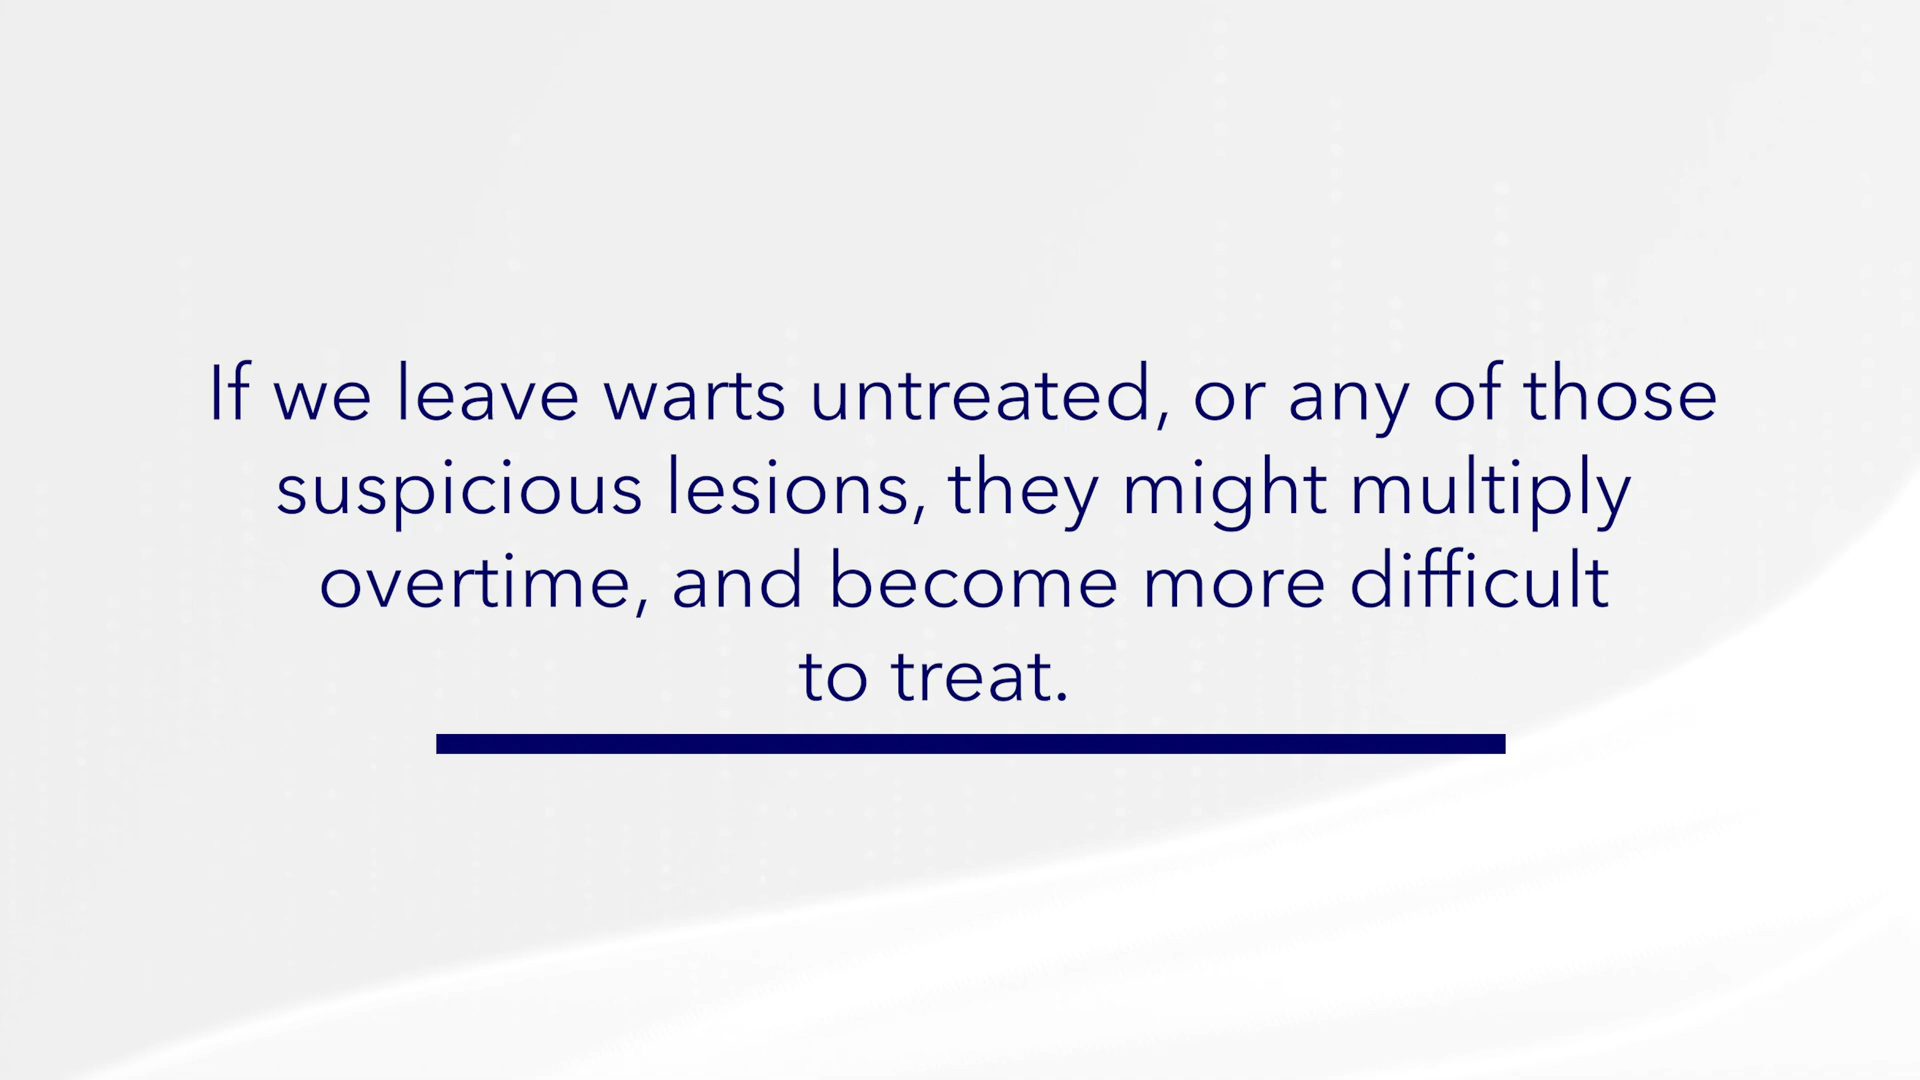 If we leave warts untreated, or any of those
suspicious lesions, they might multiply
overtime, and become more difficult
to treat.